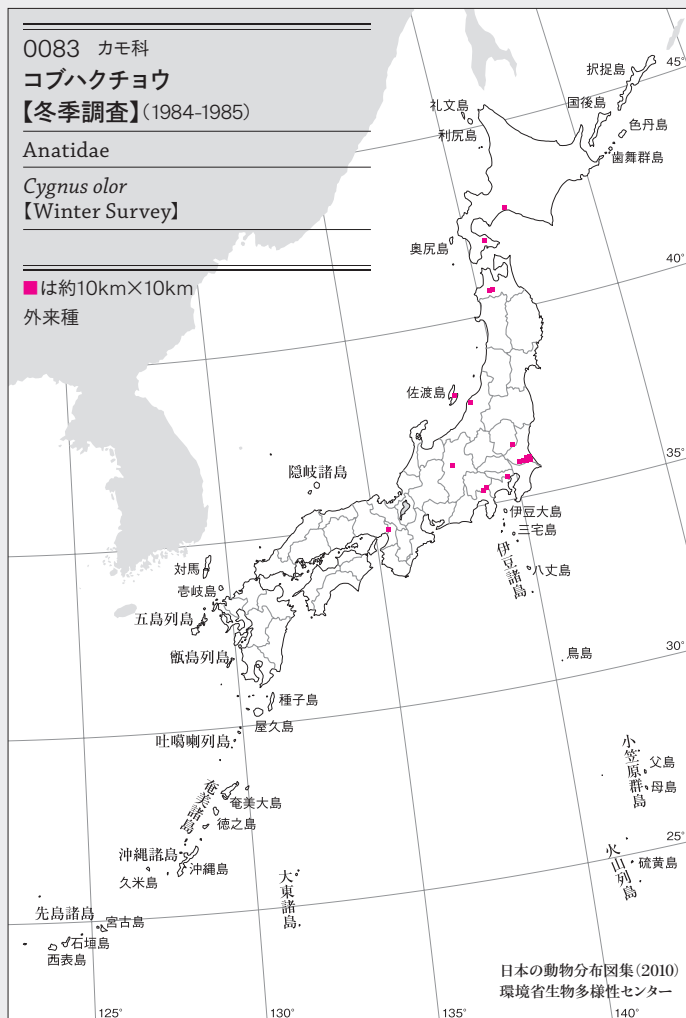 0083 カモ科
コブハクチョウ
【冬季調査】(1984-1985)
Anatidae
Cygnus olor
【Winter Survey】
■は約10km×10km
外来種
択捉島
45°
国後島
礼文島
色丹島
利尻島
歯舞群島
奥尻島
40°
佐渡島
35°
隠岐諸島
伊豆大島
三宅島
伊豆諸島
八丈島
対馬
壱岐島
五島列島
甑島列島
鳥島
30°
種子島
屋久島
吐噶喇列島
小笠原群島
父島
母島
奄美諸島
奄美大島
徳之島
25°
沖縄諸島
沖縄島
久米島
火山列島
硫黄島
大東諸島
先島諸島
宮古島
石垣島
西表島
日本の動物分布図集(2010)
環境省生物多様性センター
125°
130°
135°
140°